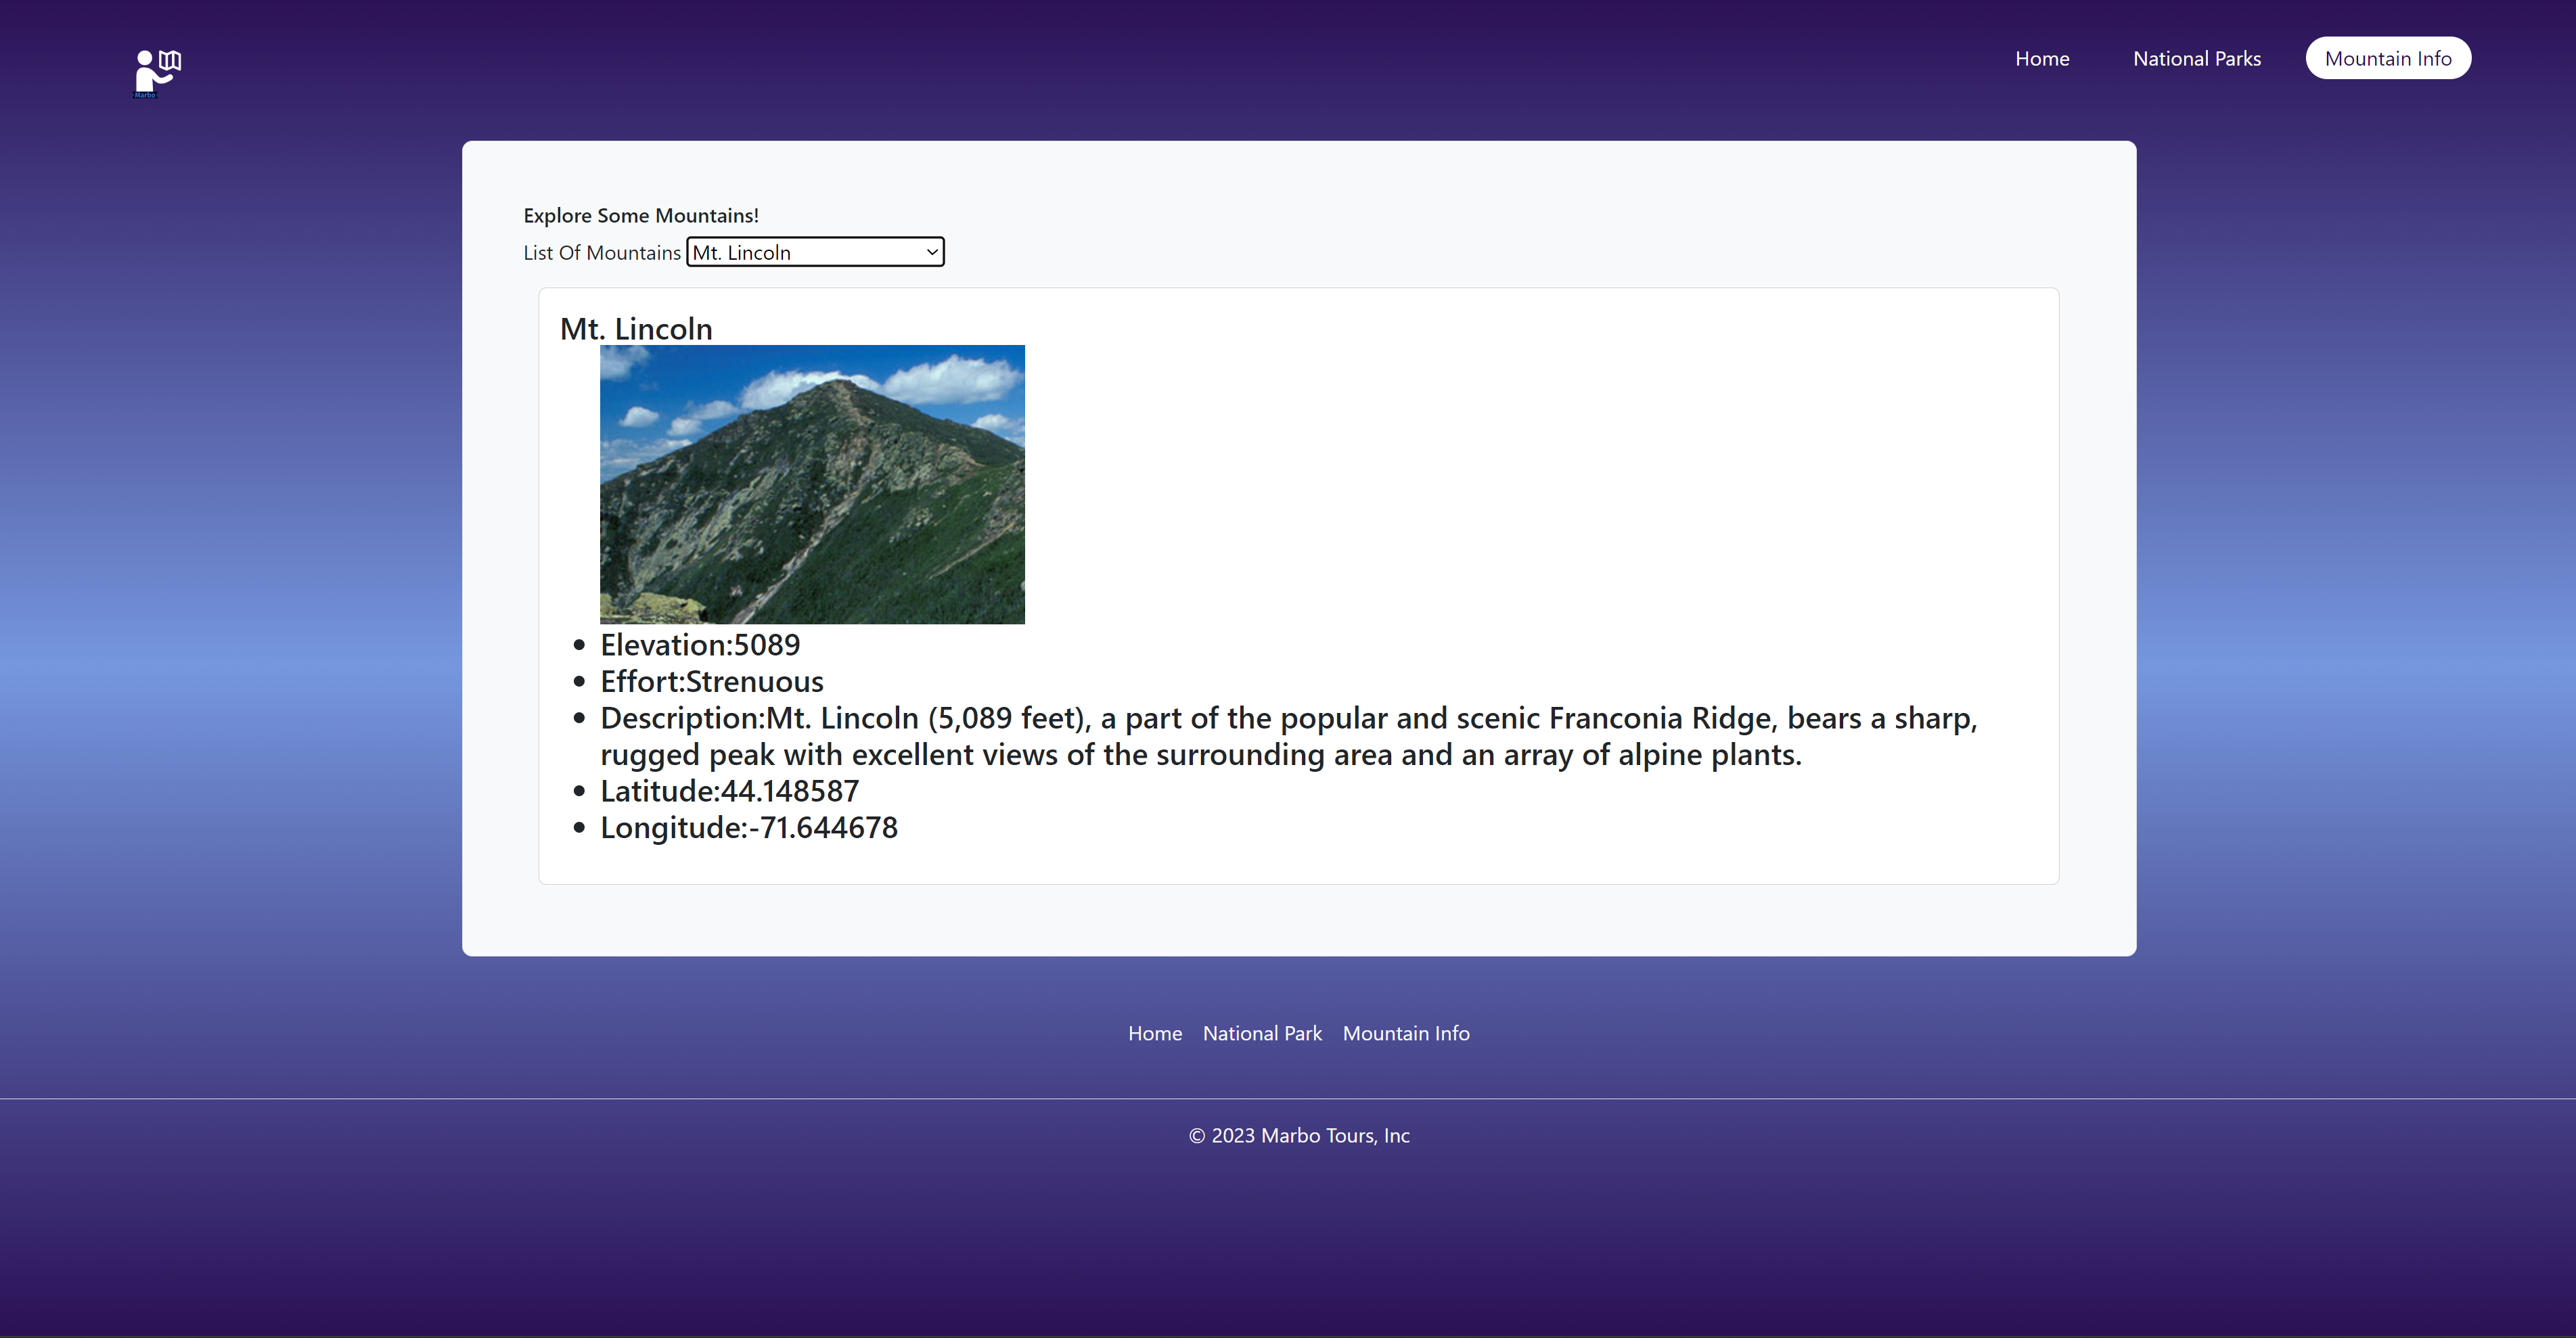 Marbo
Home
National Parks
Mountain Info
Explore Some Mountains!
List Of Mountains Mt. Lincoln
Mt. Lincoln
Elevation:5089
Effort:Strenuous
Description:Mt. Lincoln (5,089 feet), a part of the popular and scenic Franconia Ridge, bears a sharp,
rugged peak with excellent views of the surrounding area and an array of alpine plants.
Latitude:44.148587
Longitude:-71.644678
Home National Park Mountain Info
© 2023 Marbo Tours, Inc